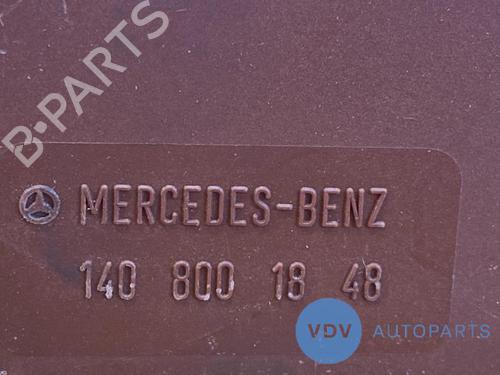 B-PARTS
MERCEDES-BENZ
140 800 18 48
VDV AUTOPARTS